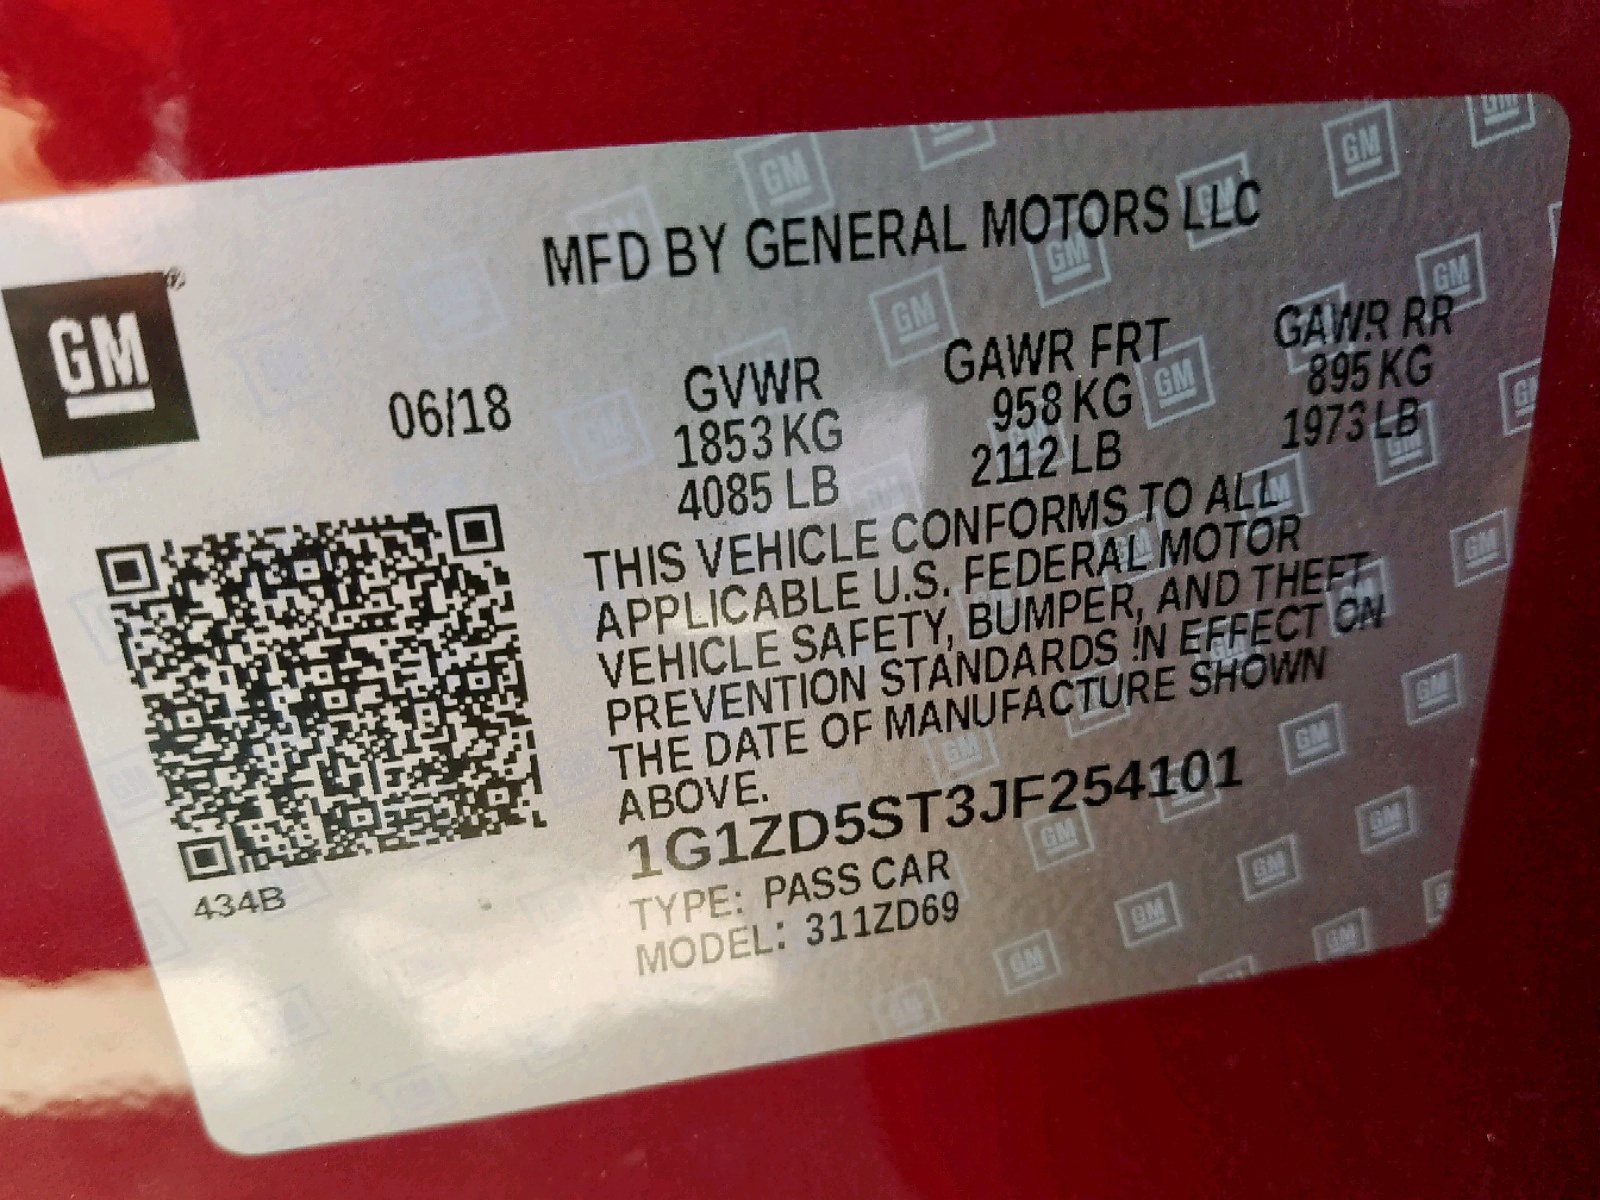 MFD BY GENERAL MOTORS LLC
GM®
06/18
GVWR
1853 KG
4085 LB
GAWR FRT
958 KG
2112 LB
GAWR RR
895 KG
1973 LB
THIS VEHICLE CONFORMS TO ALL
APPLICABLE U.S. FEDERAL MOTOR
VEHICLE SAFETY, BUMPER, AND THEFT
PREVENTION STANDARDS IN EFFECT ON
THE DATE OF MANUFACTURE SHOWN
ABOVE.
1G1ZD5ST3JF254101
TYPE: PASS CAR
MODEL: 311ZD69
434B